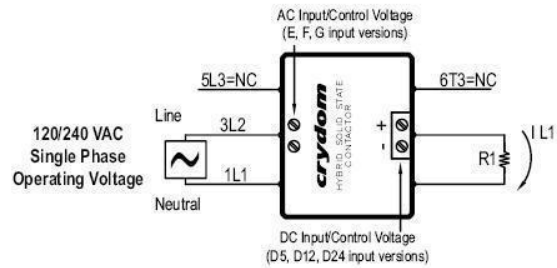 AC Input/Control Voltage
(E, F, G input versions)
5L3=NC
6T3=NC
Line
3L2
120/240 VAC
Single Phase
Operating Voltage
1L1
Neutral
crydom
HYBRID SOLID STATE
CONTACTOR
+
-
R1
I L1
DC Input/Control Voltage
(D5, D12, D24 input versions)